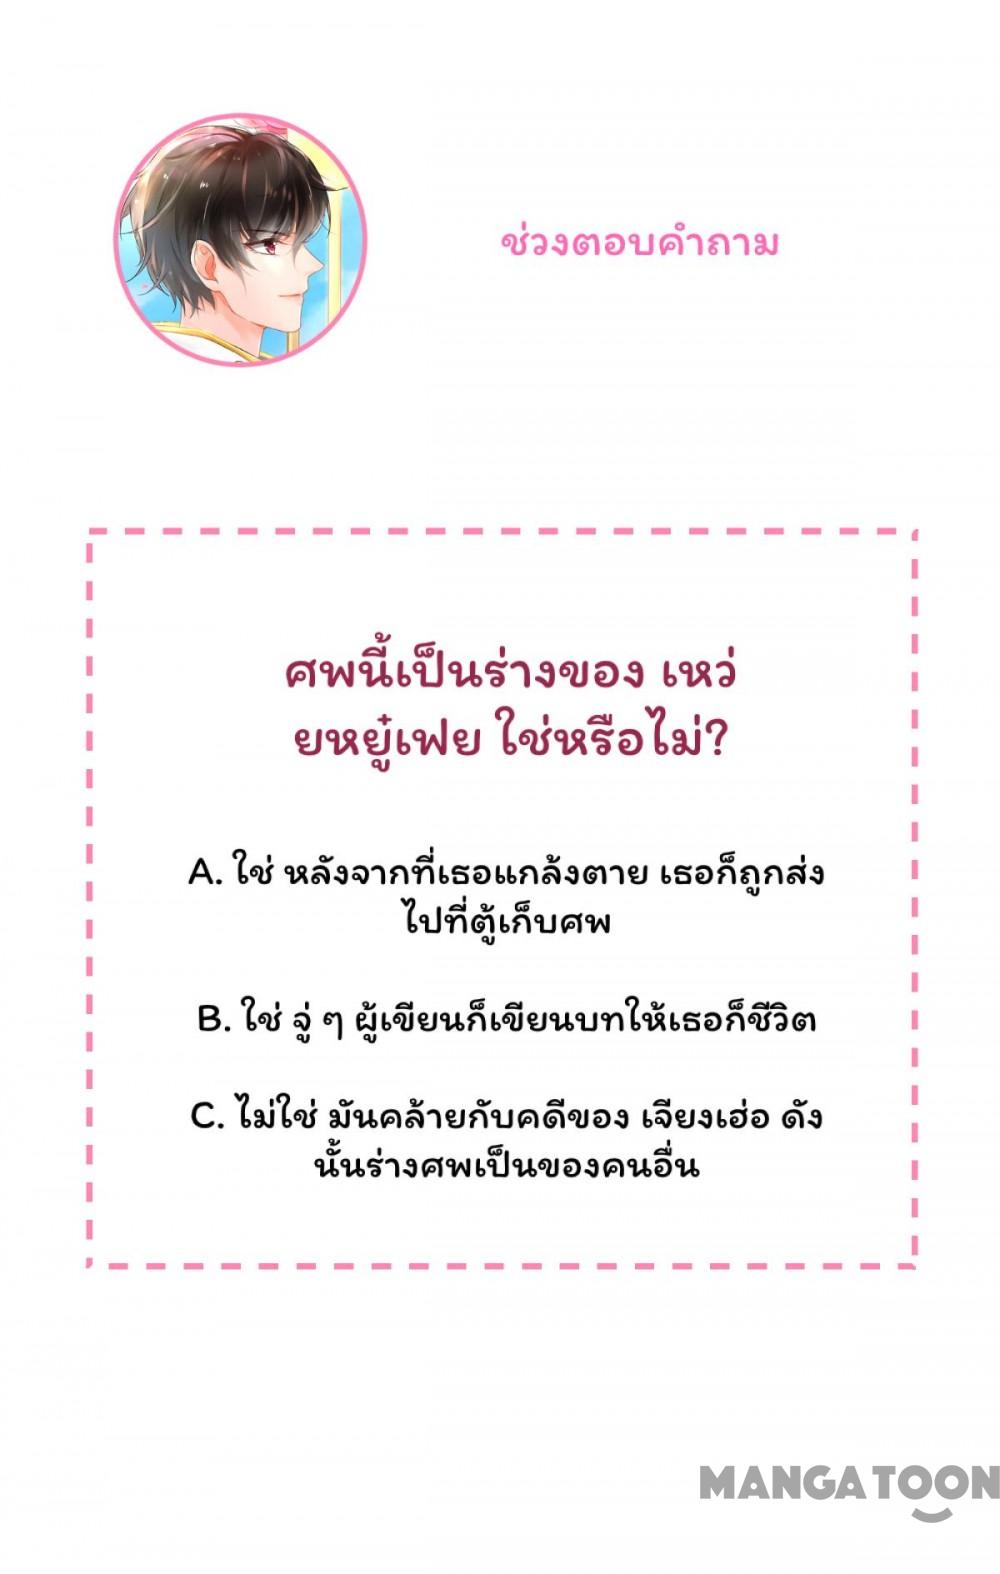 ช่วงตอบคำถาม
ศพนี้เป็นร่างของ เหว่
ยหยู๋เฟย ใช่หรือไม่?
A. ใช่ หลังจากที่เธอแกล้งตาย เธอก็ถูกส่ง
ไปที่ตู้เก็บศพ
B. ใช่ จู่ ๆ ผู้เขียนก็เขียนบทให้เธอก็ชีวิต
C. ไม่ใช่ มันคล้ายกับคดีของ เจียงเฮ่อ ดัง
นั้นร่างศพเป็นของคนอื่น
MANGATOON